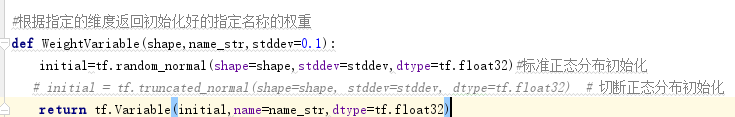 #根据指定的维度返回初始化好的指定名称的权重
def WeightVariable(shape,name_str,stddev=0.1):
    initial=tf.random_normal(shape=shape,stddev=stddev,dtype=tf.float32)#标准正态分布初始化
    # initial = tf.truncated_normal(shape=shape, stddev=stddev, dtype=tf.float32)  # 切断正态分布初始化
    return tf.Variable(initial,name=name_str,dtype=tf.float32)